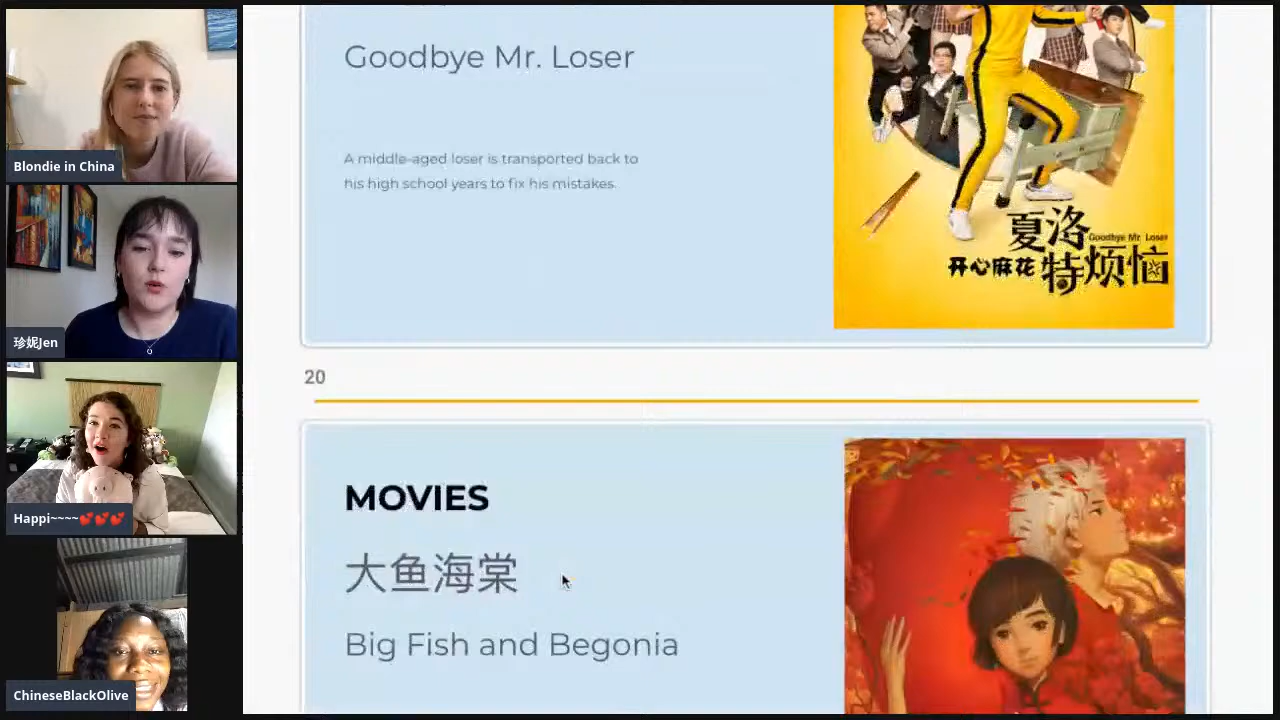 Blondie in China
珍妮Jen
Happi~~~~💕💕💕
ChineseBlackOlive
Goodbye Mr. Loser
A middle-aged loser is transported back to
his high school years to fix his mistakes.
夏洛
Goodbye Mr. Loser
开心麻花
特烦恼
20
MOVIES
大鱼海棠
Big Fish and Begonia